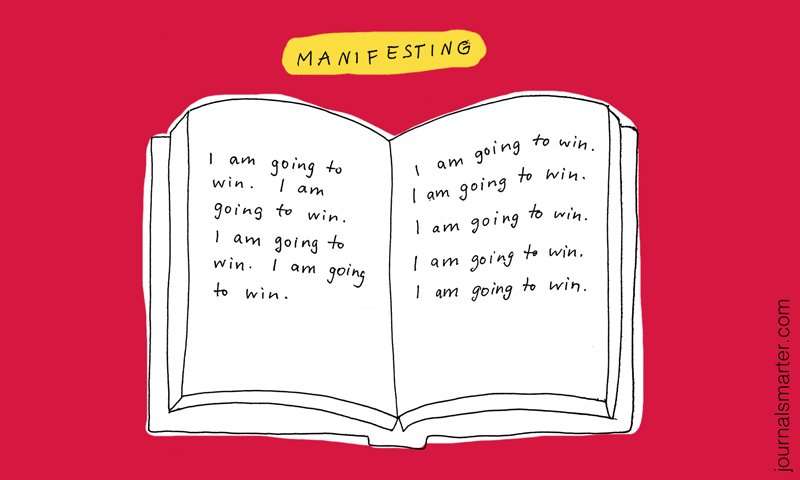 MANIFESTING
I am going to
win. I am
going to win.
I am going to
win. I am going
to win.
I am going to win.
I am going to win.
I am going to win.
I am going to win.
I am going to win.
journalsmarter.com